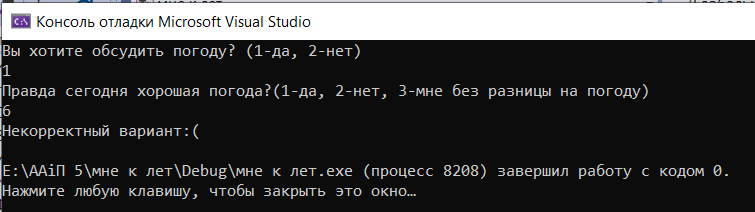 Консоль отладки Microsoft Visual Studio
Вы хотите обсудить погоду? (1-да, 2-нет)
1
Правда сегодня хорошая погода?(1-да, 2-нет, 3-мне без разницы на погоду)
6
Некорректный вариант:(
E:\ААiП 5\мне к лет\Debug\мне к лет.exe (процесс 8208) завершил работу с кодом 0.
Нажмите любую клавишу, чтобы закрыть это окно…